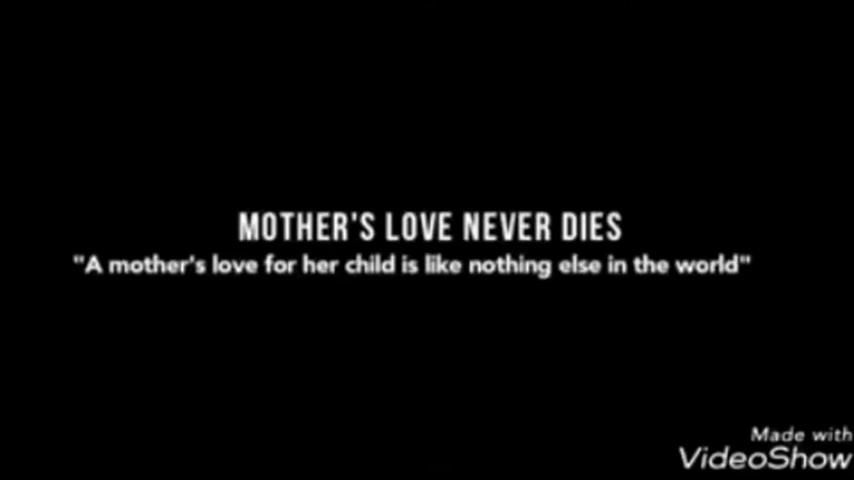 MOTHER'S LOVE NEVER DIES
"A mother's love for her child is like nothing else in the world"
Made with
VideoShow